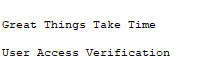 Great Things Take Time
User Access Verification